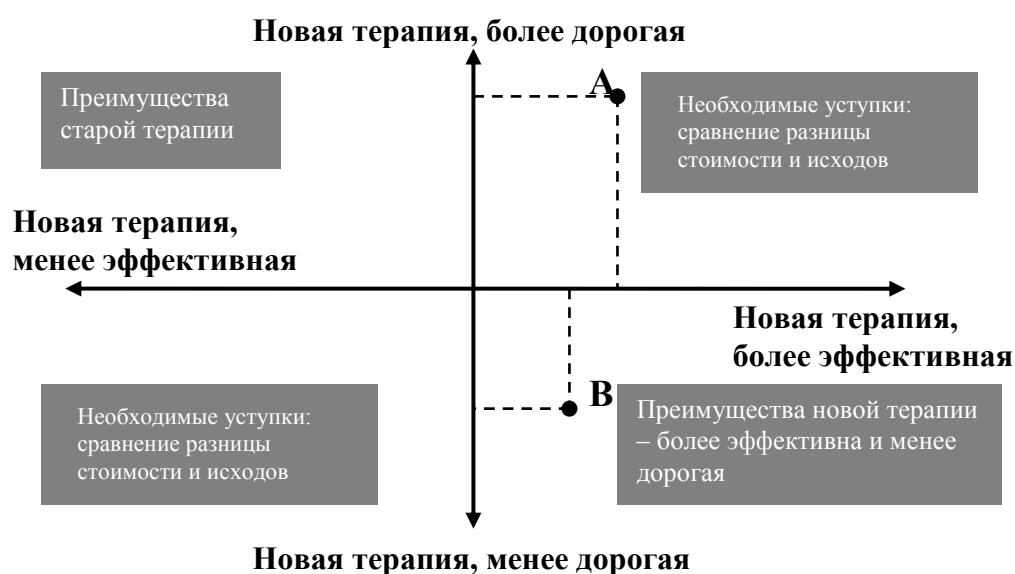 Новая терапия, более дорогая
Преимущества
старой терапии
А
Необходимые уступки:
сравнение разницы
стоимости и исходов
Новая терапия,
менее эффективная
Новая терапия,
более эффективная
Необходимые уступки:
сравнение разницы
стоимости и исходов
В
Преимущества новой терапии
– более эффективна и менее
дорогая
Новая терапия, менее дорогая